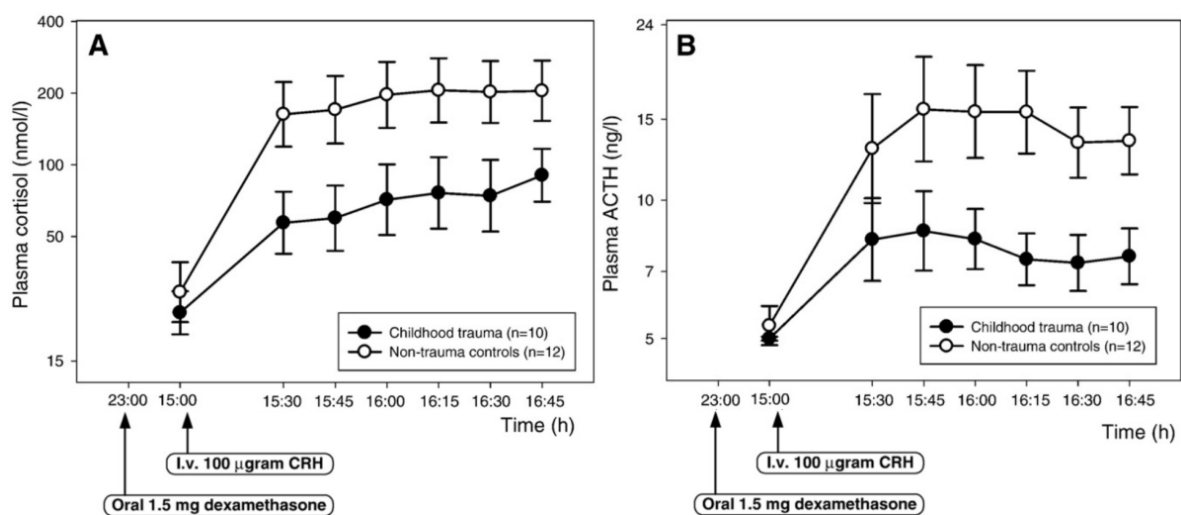 A
Plasma cortisol (nmol/l)
400
200
100
50
15
Childhood trauma (n=10)
Non-trauma controls (n=12)
23:00 15:00 15:30 15:45 16:00 16:15 16:30 16:45
Time (h)
I.v. 100 μgram CRH
Oral 1.5 mg dexamethasone
B
Plasma ACTH (ng/l)
24
15
10
7
5
Childhood trauma (n=10)
Non-trauma controls (n=12)
23:00 15:00 15:30 15:45 16:00 16:15 16:30 16:45
Time (h)
I.v. 100 μgram CRH
Oral 1.5 mg dexamethasone